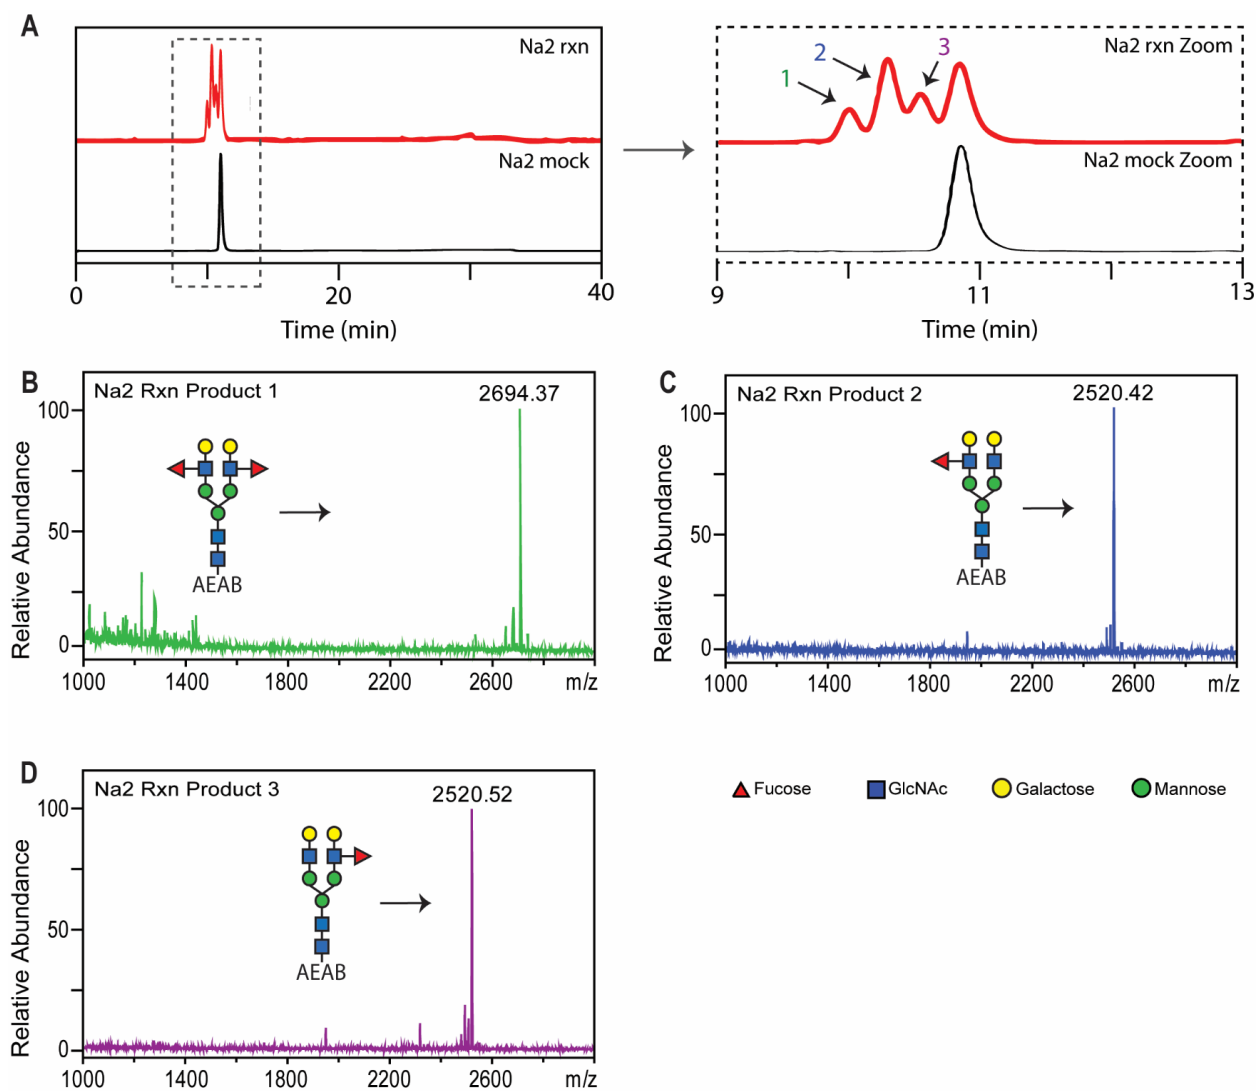 A
Na2 rxn
Na2 mock
0
20
40
Time (min)
Na2 rxn Zoom
1
2
3
Na2 mock Zoom
9
11
13
Time (min)
B
Na2 Rxn Product 1
2694.37
100
50
0
Relative Abundance
AEAB
1000
1400
1800
2200
2600
m/z
C
Na2 Rxn Product 2
2520.42
100
50
0
Relative Abundance
AEAB
1000
1400
1800
2200
2600
m/z
D
Na2 Rxn Product 3
2520.52
100
50
0
Relative Abundance
AEAB
1000
1400
1800
2200
2600
m/z
Fucose
GlcNAc
Galactose
Mannose